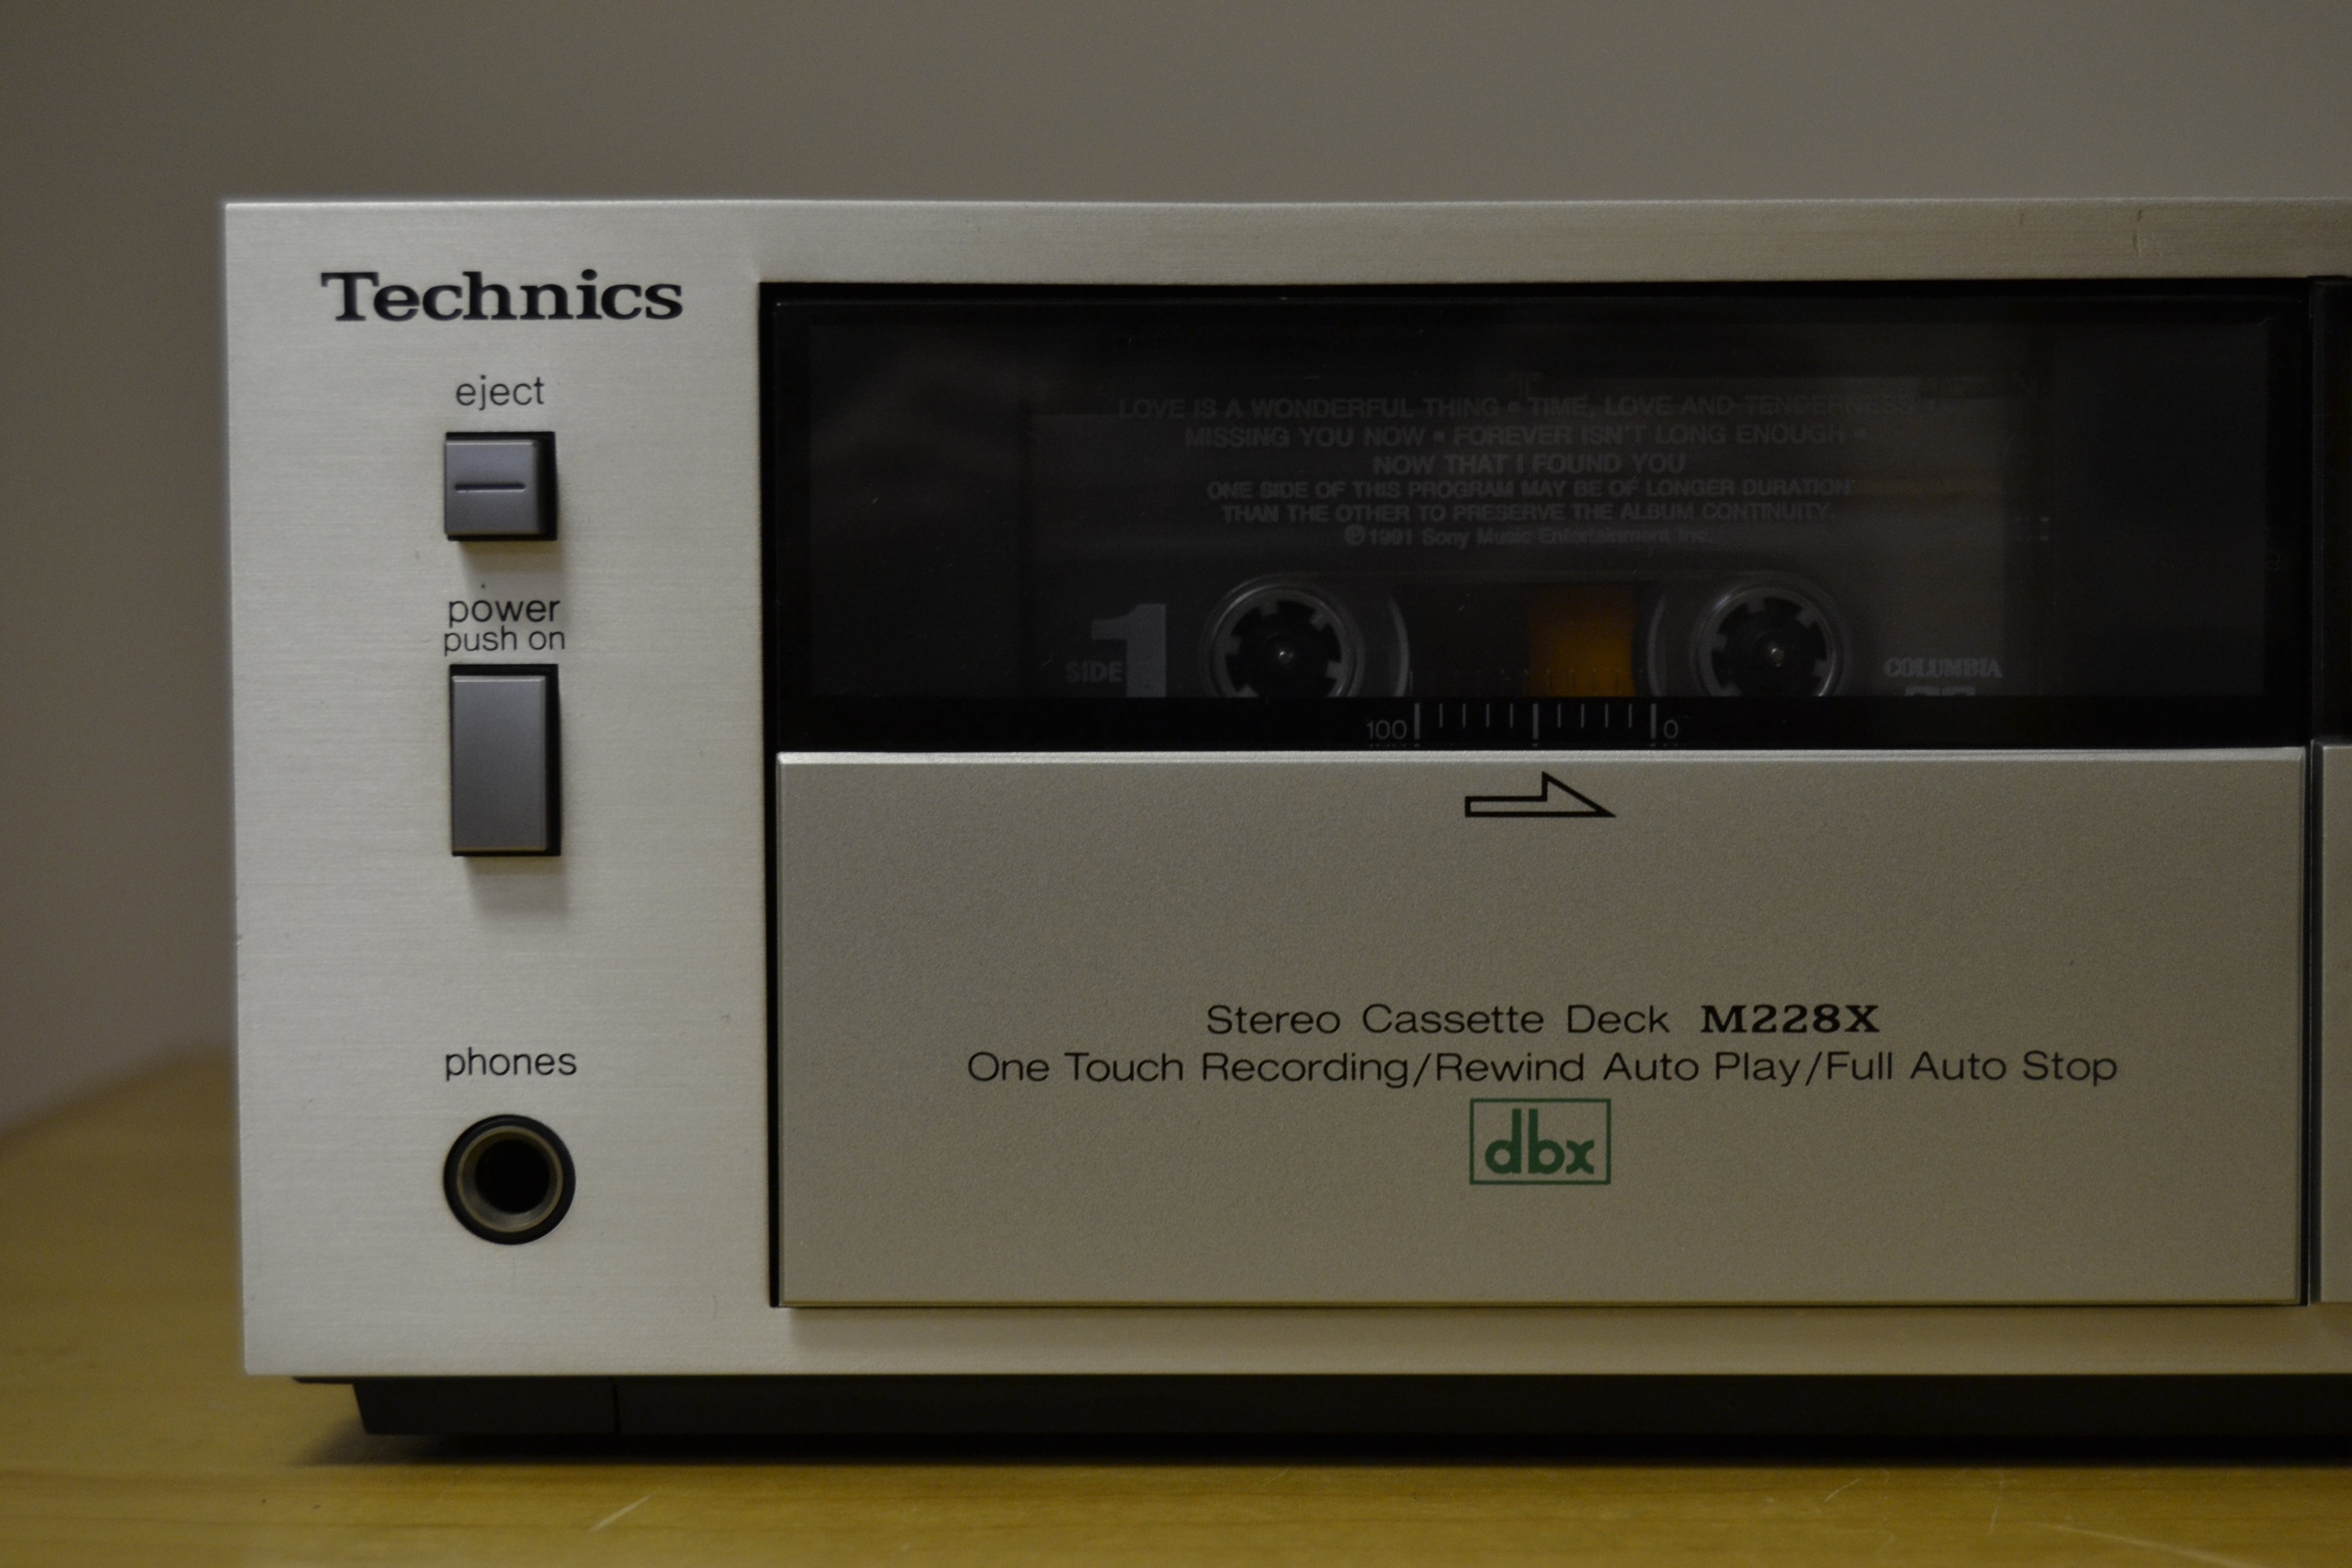 Technics
eject
power
push on
phones
LOVE IS A WONDERFUL THING • TIME, LOVE AND TENDERNESS
MISSING YOU NOW • FOREVER ISN'T LONG ENOUGH •
NOW THAT I FOUND YOU
ONE SIDE OF THIS PROGRAM MAY BE OF LONGER DURATION
THAN THE OTHER TO PRESERVE THE ALBUM CONTINUITY.
℗1991 Sony Music Entertainment Inc.
SIDE 1
COLUMBIA
100 0
Stereo Cassette Deck M228X
One Touch Recording/Rewind Auto Play/Full Auto Stop
dbx